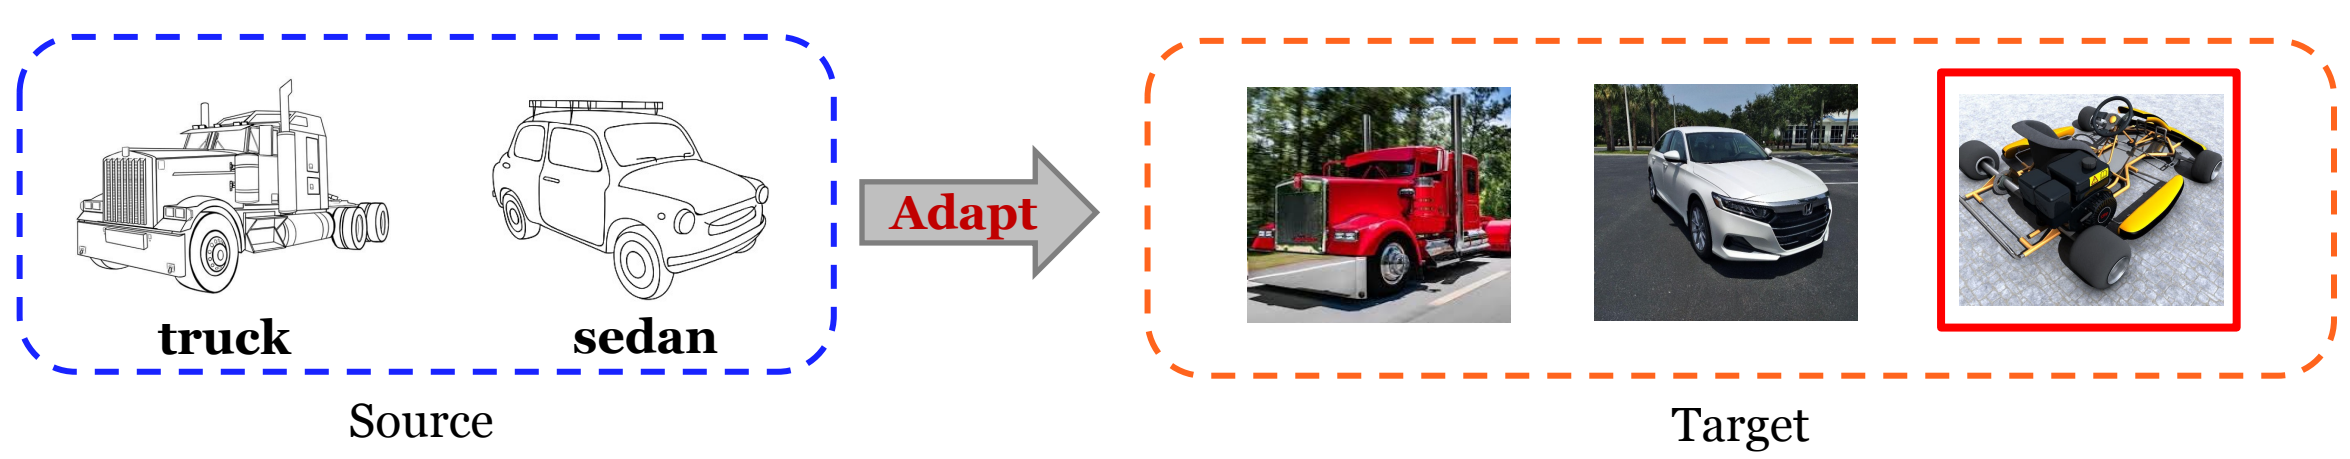 truck
sedan
Source
Adapt
Target